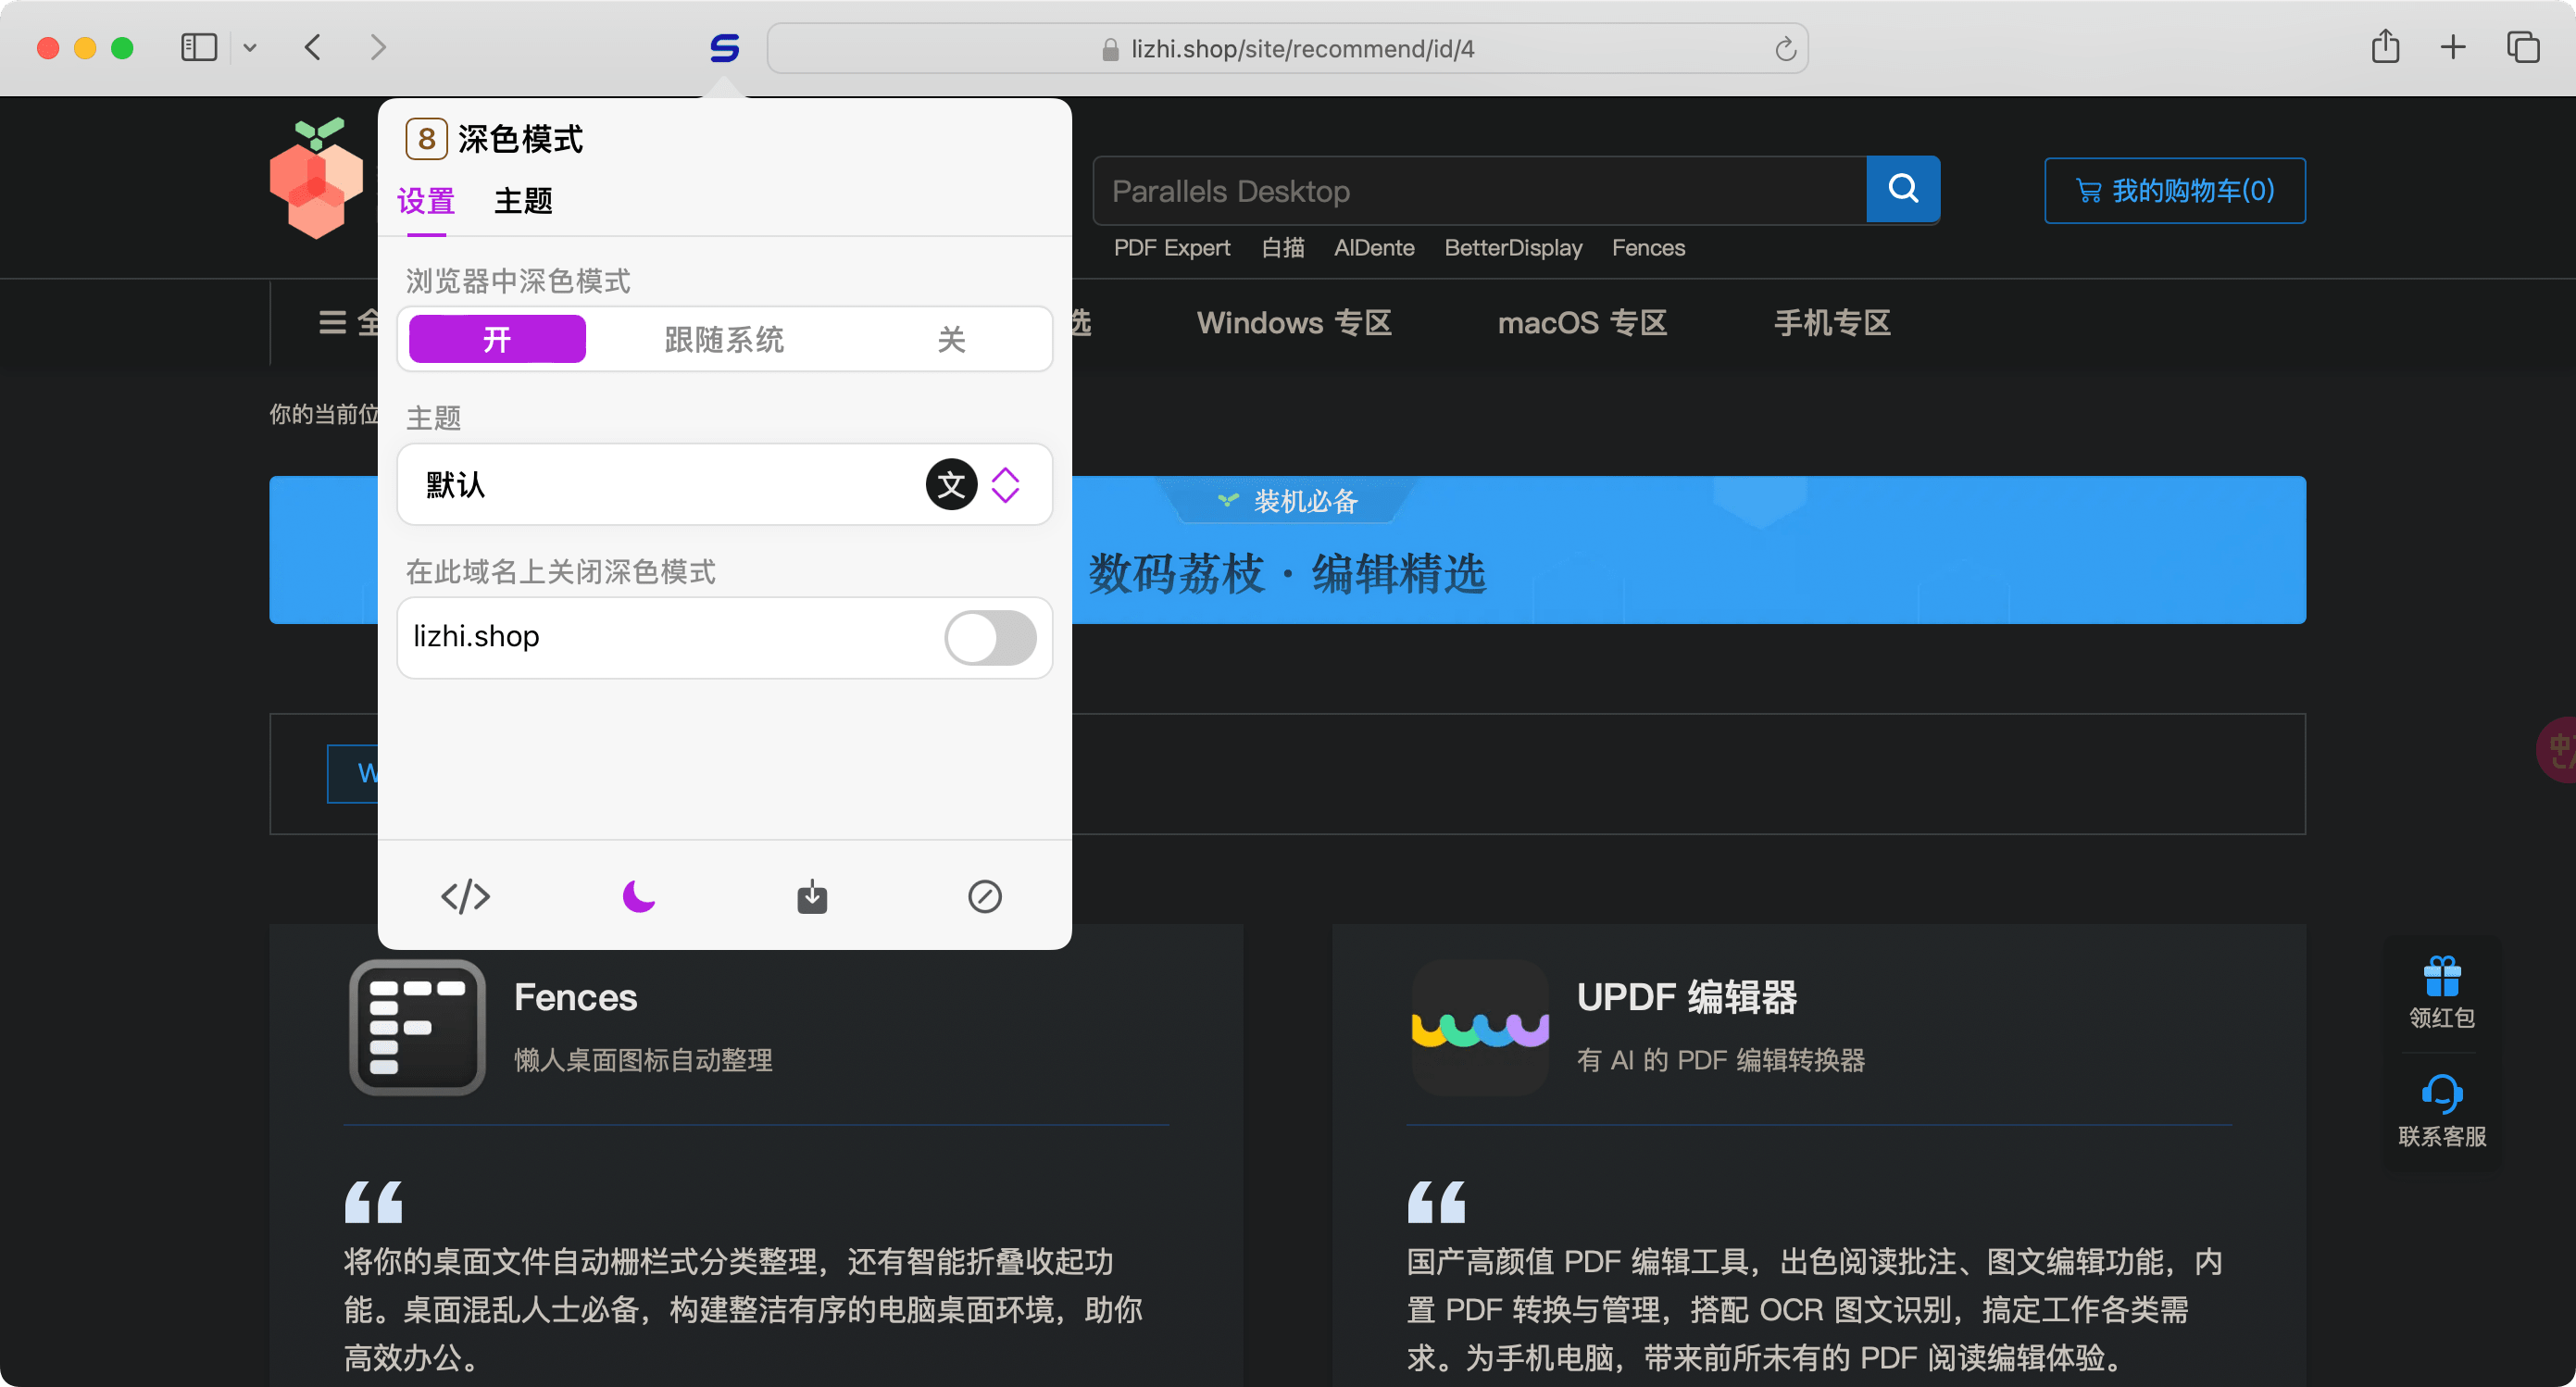 lizhi.shop/site/recommend/id/4
8 深色模式
设置 主题
浏览器中深色模式
开 跟随系统 关
主题
默认 文
在此域名上关闭深色模式
lizhi.shop
Parallels Desktop
我的购物车(0)
PDF Expert 白描 AlDente BetterDisplay Fences
全 选 Windows 专区 macOS 专区 手机专区
你的当前位
装机必备
数码荔枝·编辑精选
W
中
Fences
懒人桌面图标自动整理
将你的桌面文件自动栅栏式分类整理，还有智能折叠收起功
能。桌面混乱人士必备，构建整洁有序的电脑桌面环境，助你
高效办公。
UPDF 编辑器
有 AI 的 PDF 编辑转换器
国产高颜值 PDF 编辑工具，出色阅读批注、图文编辑功能，内
置 PDF 转换与管理，搭配 OCR 图文识别，搞定工作各类需
求。为手机电脑，带来前所未有的 PDF 阅读编辑体验。
领红包
联系客服